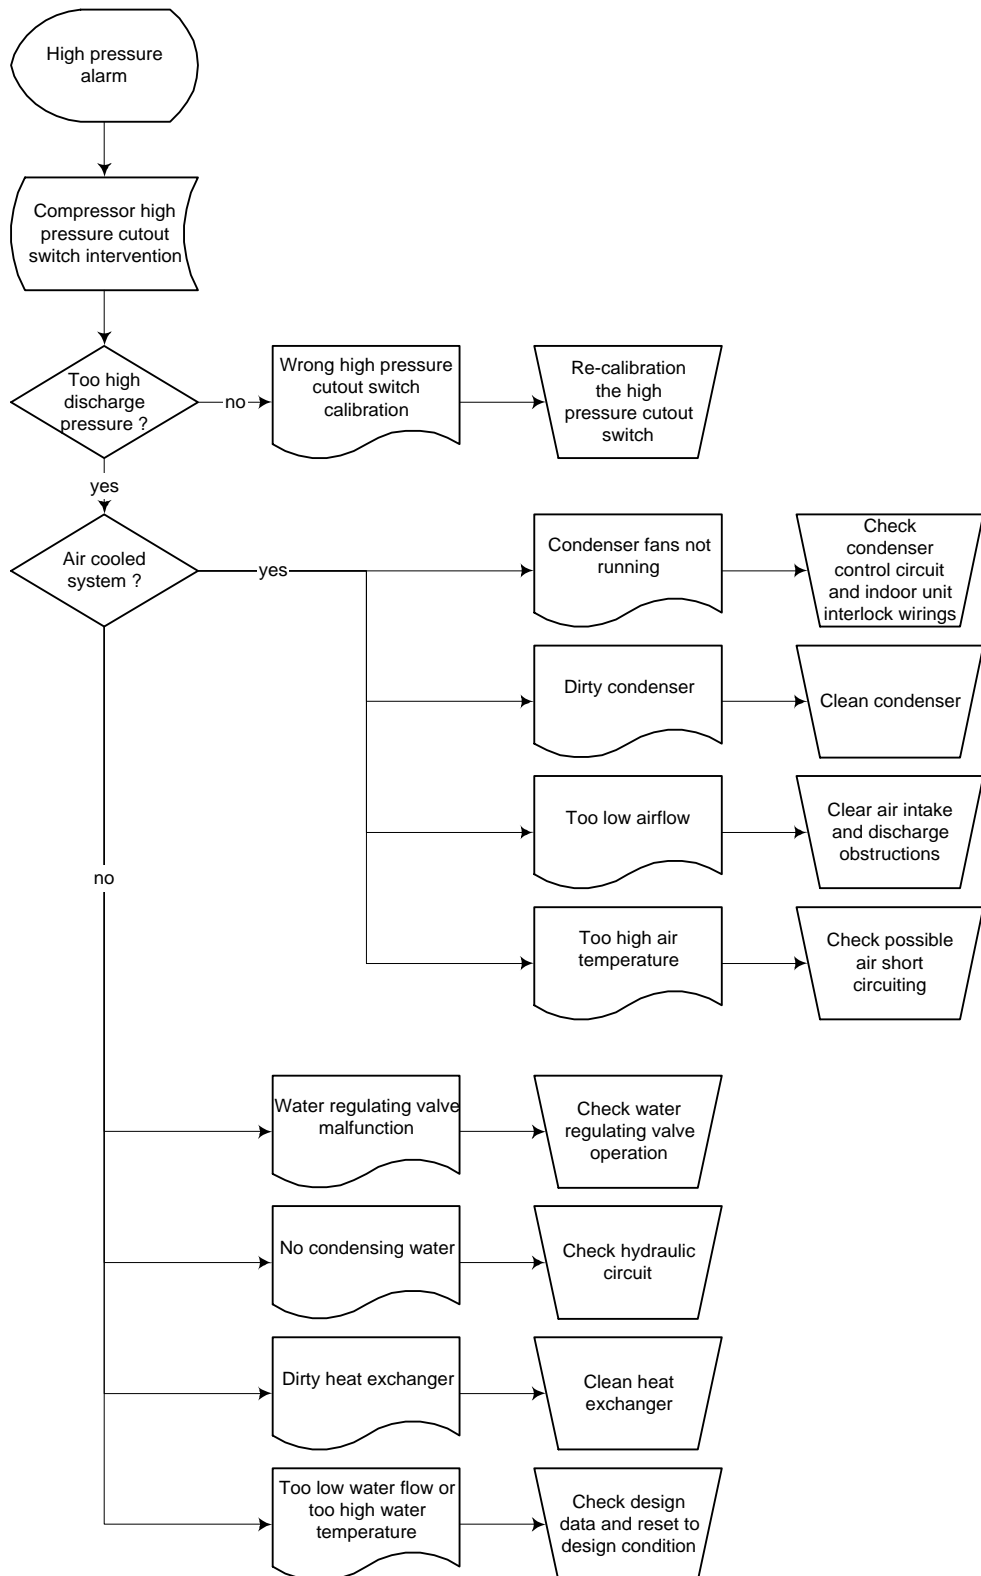 High pressure
alarm
Compressor high
pressure cutout
switch intervention
Too high
discharge
pressure ?
no
Wrong high pressure
cutout switch
calibration
Re-calibration
the high
pressure cutout
switch
yes
Air cooled
system ?
yes
Condenser fans not
running
Check
condenser
control circuit
and indoor unit
interlock wirings
Dirty condenser
Clean condenser
Too low airflow
Clear air intake
and discharge
obstructions
no
Too high air
temperature
Check possible
air short
circuiting
Water regulating valve
malfunction
Check water
regulating valve
operation
No condensing water
Check hydraulic
circuit
Dirty heat exchanger
Clean heat
exchanger
Too low water flow or
too high water
temperature
Check design
data and reset to
design condition